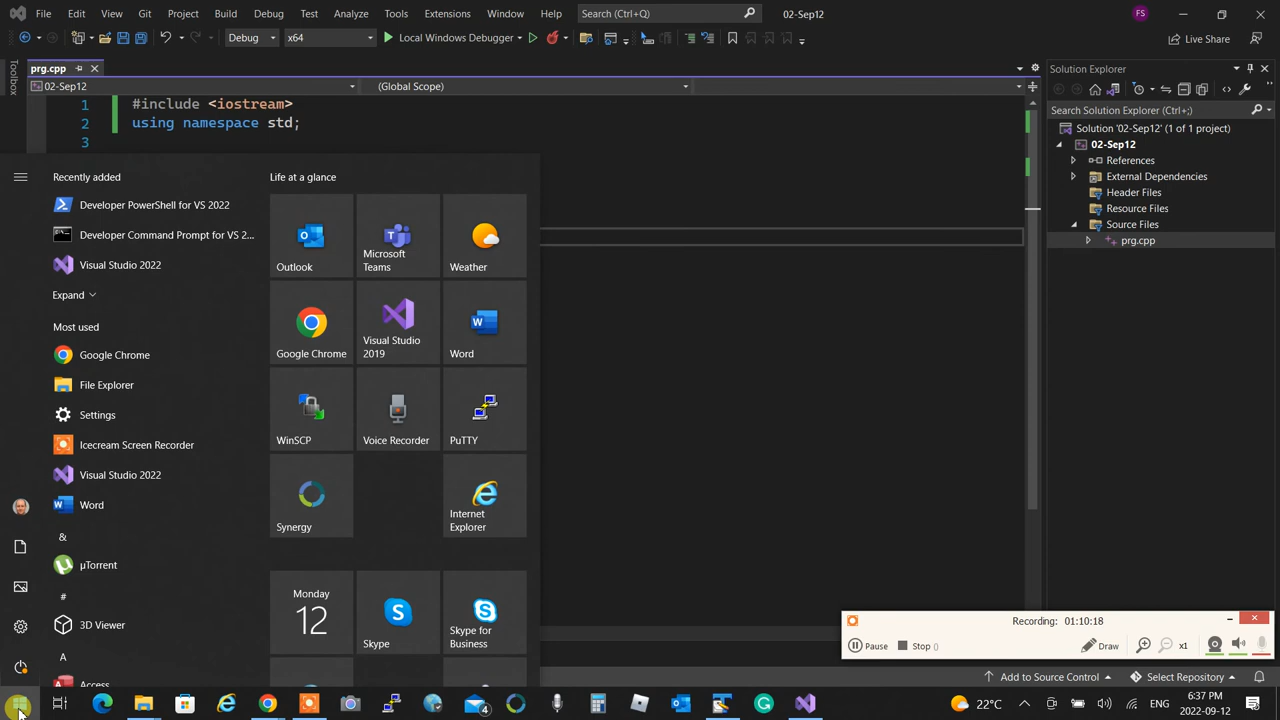 File Edit View Git Project Build Debug Test Analyze Tools Extensions Window Help Search (Ctrl+Q) 02-Sep12 FS
Debug x64 Local Windows Debugger Live Share
Toolbox
prg.cpp
02-Sep12 (Global Scope)
1 #include <iostream>
2 using namespace std;
3
Solution Explorer
Search Solution Explorer (Ctrl+;)
Solution '02-Sep12' (1 of 1 project)
02-Sep12
References
External Dependencies
Header Files
Resource Files
Source Files
prg.cpp
Recently added
Developer PowerShell for VS 2022
Developer Command Prompt for VS 2...
Visual Studio 2022
Expand
Most used
Google Chrome
File Explorer
Settings
Icecream Screen Recorder
Visual Studio 2022
Word
&
µTorrent
#
3D Viewer
A
Access
Life at a glance
Outlook
Microsoft
Teams
Weather
Google Chrome
Visual Studio
2019
Word
WinSCP
Voice Recorder
PuTTY
Synergy
Internet
Explorer
Monday
12
Skype
Skype for
Business
Recording: 01:10:18
Pause Stop () Draw x1
Add to Source Control Select Repository
4
22°C ENG 6:37 PM
2022-09-12